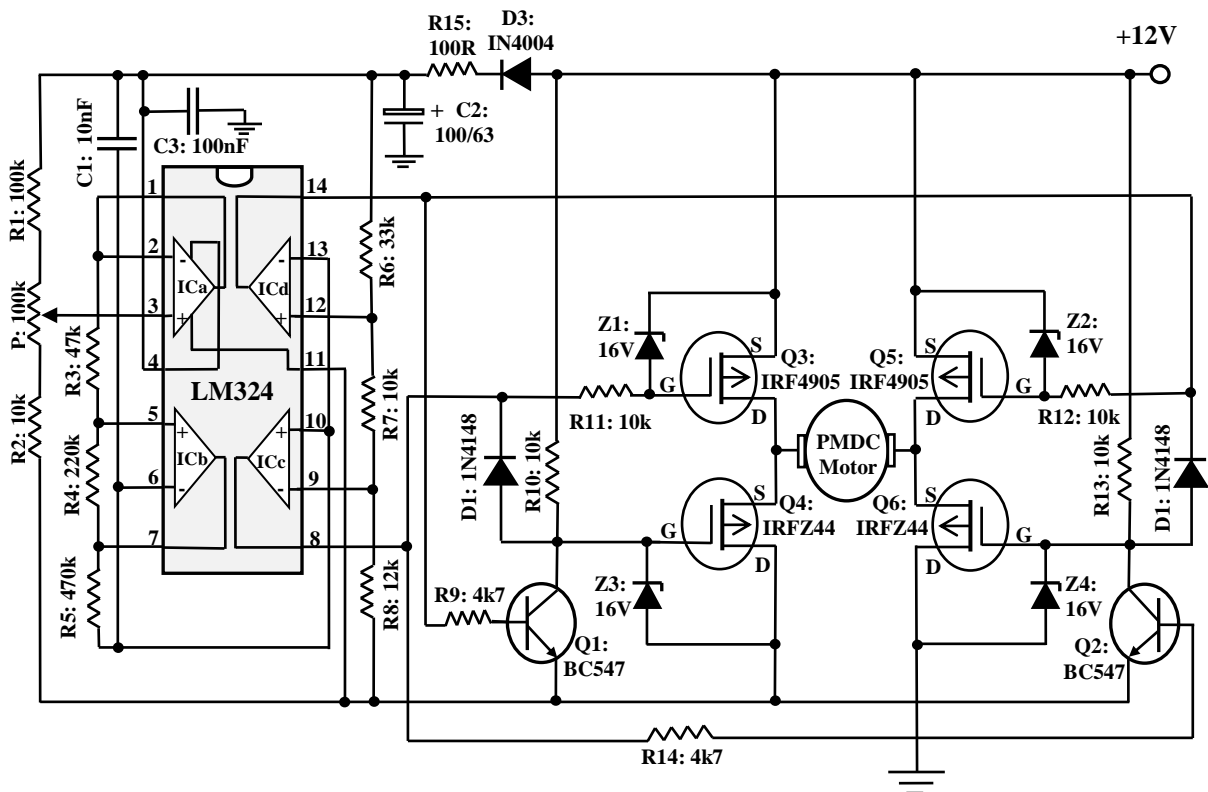 R15:
100R
D3:
IN4004
+12V
+ C2:
100/63
C1: 10nF
C3: 100nF
R1: 100k
P: 100k
R2: 10k
R3: 47k
R4: 220k
R5: 470k
1
2
3
4
5
6
7
14
13
12
11
10
9
8
-
ICa
+
-
ICd
+
LM324
+
ICb
-
+
ICc
-
R6: 33k
R7: 10k
R8: 12k
Z1:
16V
G
S
D
Q3:
IRF4905
R11: 10k
D1: 1N4148
R10: 10k
G
S
D
Q4:
IRFZ44
Z3:
16V
R9: 4k7
Q1:
BC547
PMDC
Motor
Q5:
IRF4905
S
D
G
Z2:
16V
R12: 10k
R13: 10k
D1: 1N4148
Q6:
IRFZ44
S
D
G
Z4:
16V
Q2:
BC547
R14: 4k7